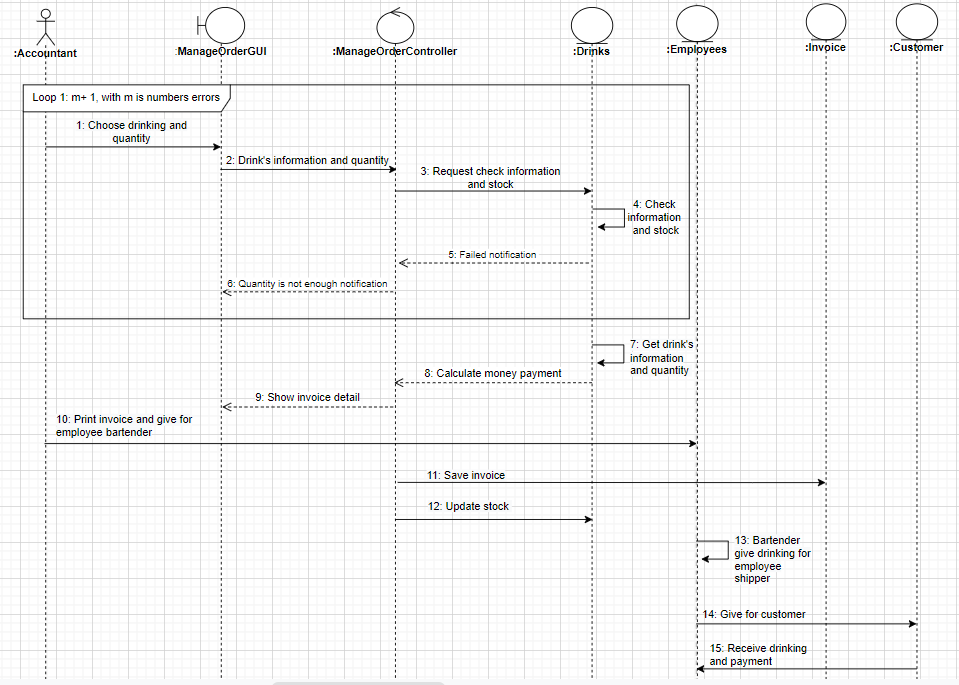 :Accountant
:ManageOrderGUI
:ManageOrderController
:Drinks
:Employees
:Invoice
:Customer
Loop 1: m+ 1, with m is numbers errors
1: Choose drinking and
quantity
2: Drink's information and quantity
3: Request check information
and stock
4: Check
information
and stock
5: Failed notification
6: Quantity is not enough notification
7: Get drink's
information
and quantity
8: Calculate money payment
9: Show invoice detail
10: Print invoice and give for
employee bartender
11: Save invoice
12: Update stock
13: Bartender
give drinking for
employee
shipper
14: Give for customer
15: Receive drinking
and payment